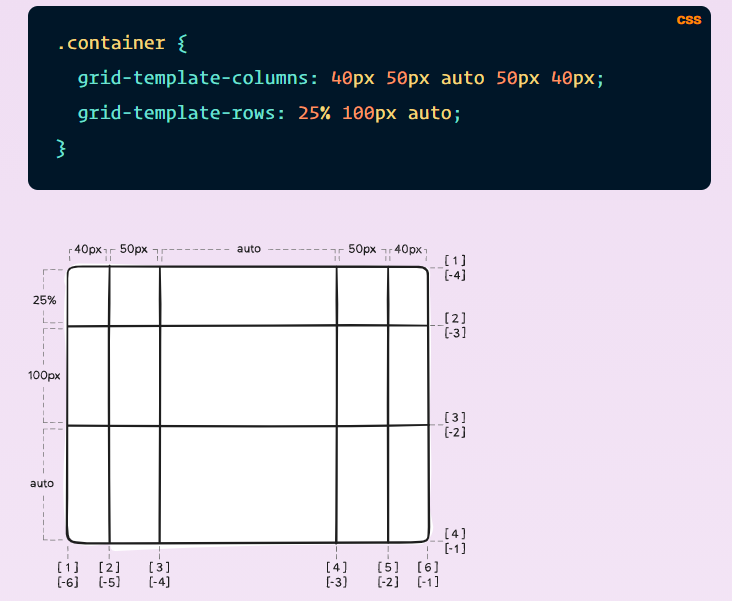 CSS
.container {
grid-template-columns: 40px 50px auto 50px 40px;
grid-template-rows: 25% 100px auto;
}
40px 50px auto 50px 40px
[1]
[-4]
25%
[2]
[-3]
100px
[3]
[-2]
auto
[4]
[-1]
[1] [2] [3] [4] [5] [6]
[-6] [-5] [-4] [-3] [-2] [-1]